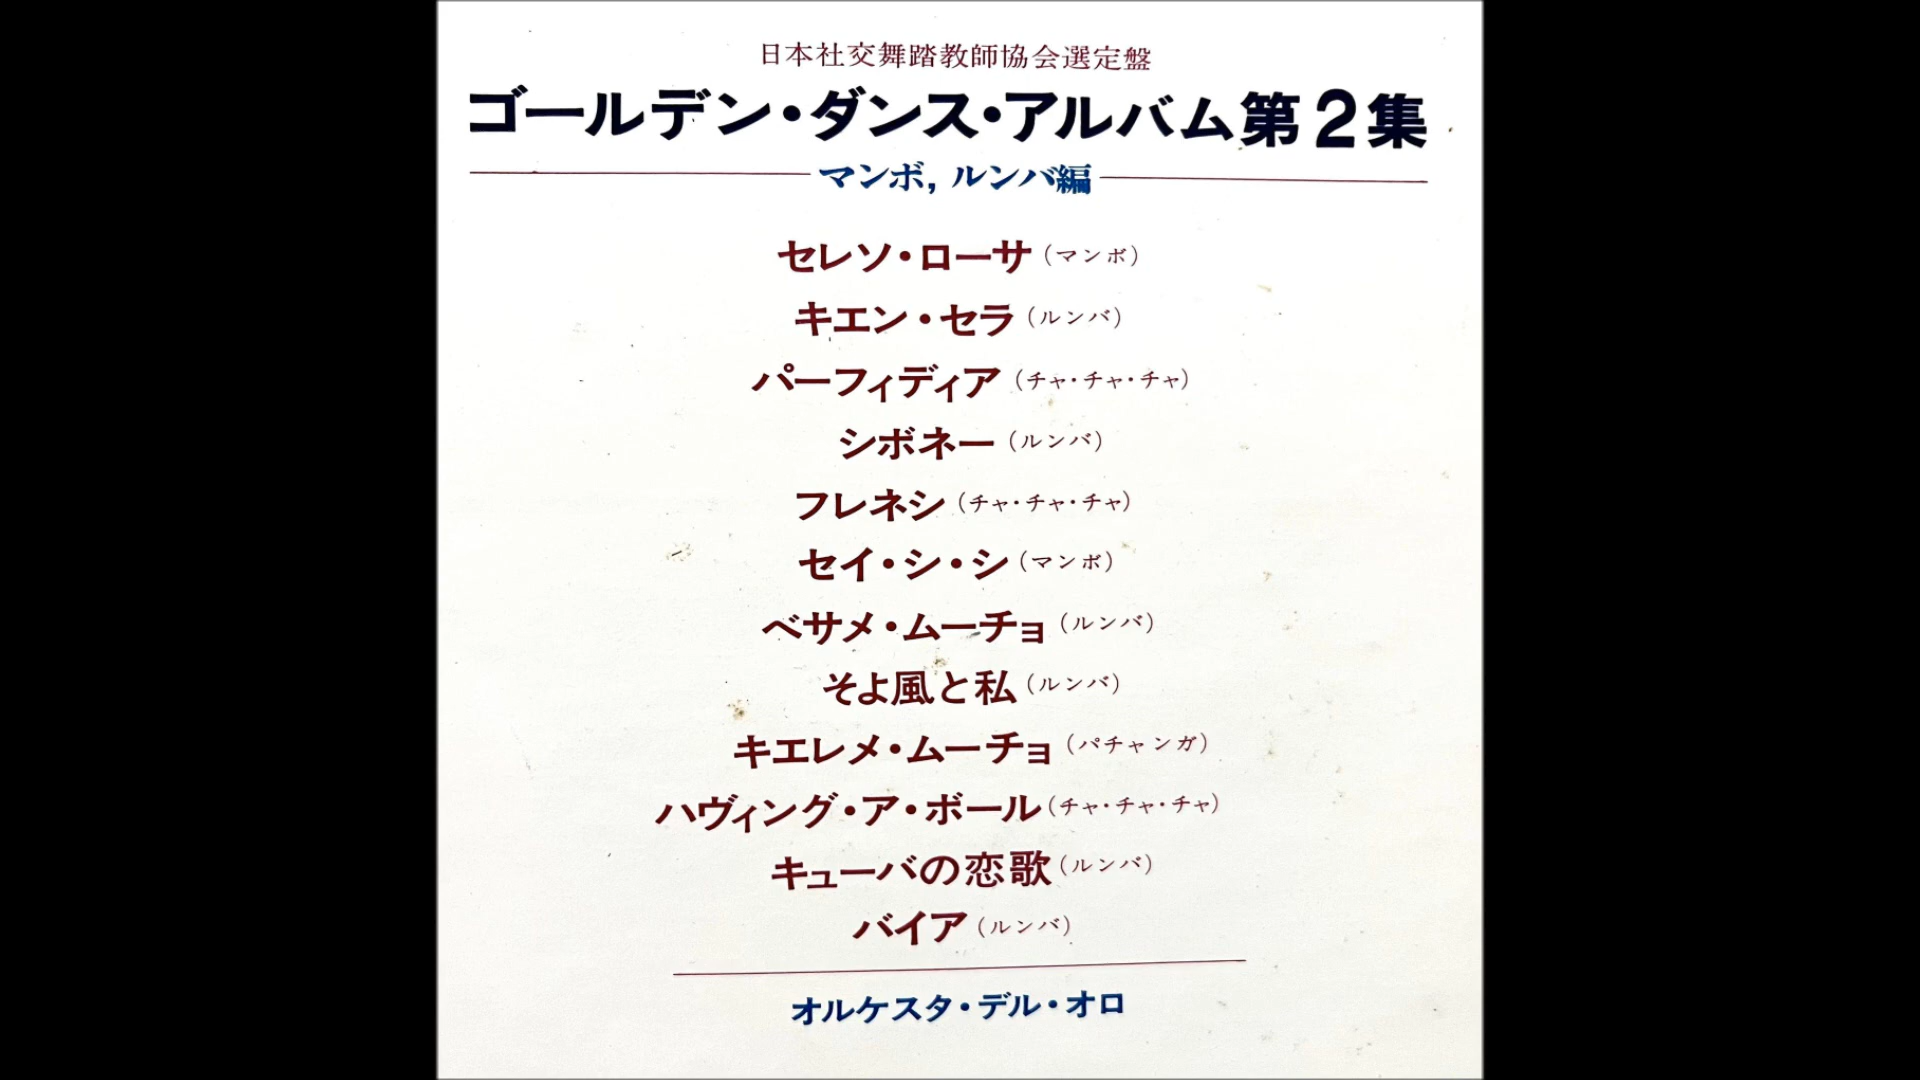 日本社交舞踏教師協会選定盤
ゴールデン・ダンス・アルバム第2集
マンボ, ルンバ編
セレソ・ローサ(マンボ)
キエン・セラ(ルンバ)
パーフィディア(チャ・チャ・チャ)
シボネー(ルンバ)
フレネシ(チャ・チャ・チャ)
セイ・シ・シ(マンボ)
ベサメ・ムーチョ(ルンバ)
そよ風と私(ルンバ)
キエレメ・ムーチョ(パチャンガ)
ハヴィング・ア・ボール(チャ・チャ・チャ)
キューバの恋歌(ルンバ)
バイア(ルンバ)
オルケスタ・デル・オロ